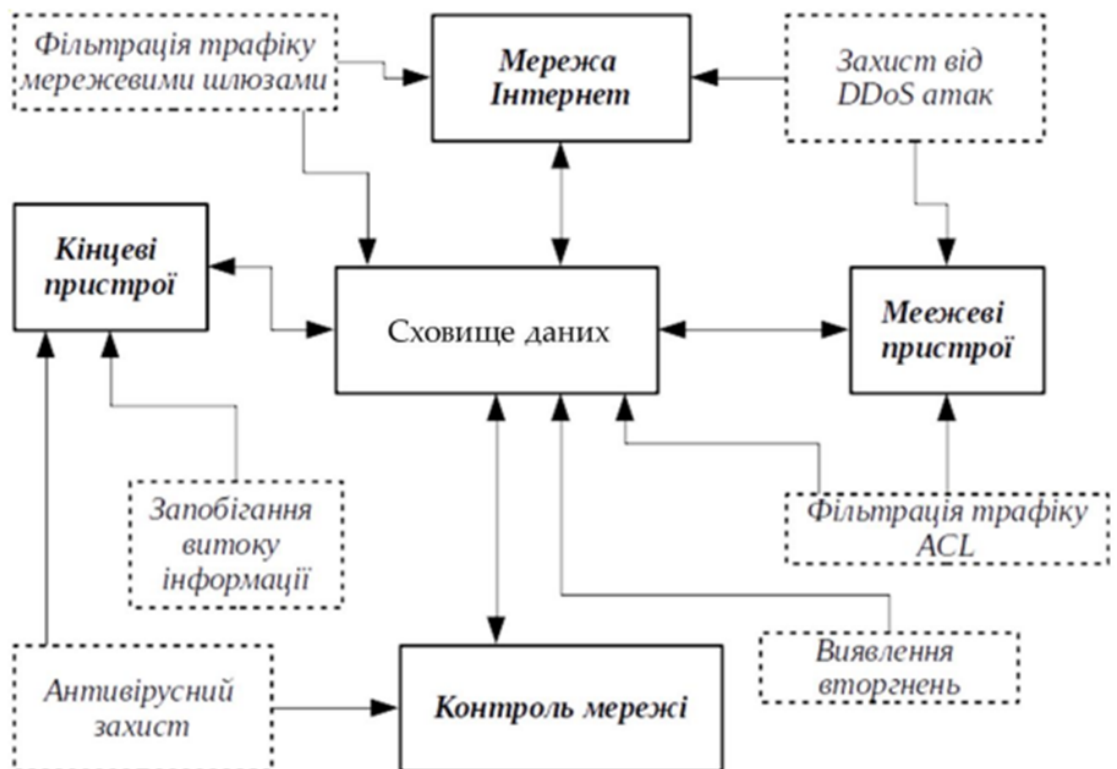 Фільтрація трафіку
мережевими шлюзами
Мережа
Інтернет
Захист від
DDoS атак
Кінцеві
пристрої
Сховище даних
Меежеві
пристрої
Запобігання
витоку
інформації
Фільтрація трафіку
ACL
Виявлення
вторгнень
Антивірусний
захист
Контроль мережі